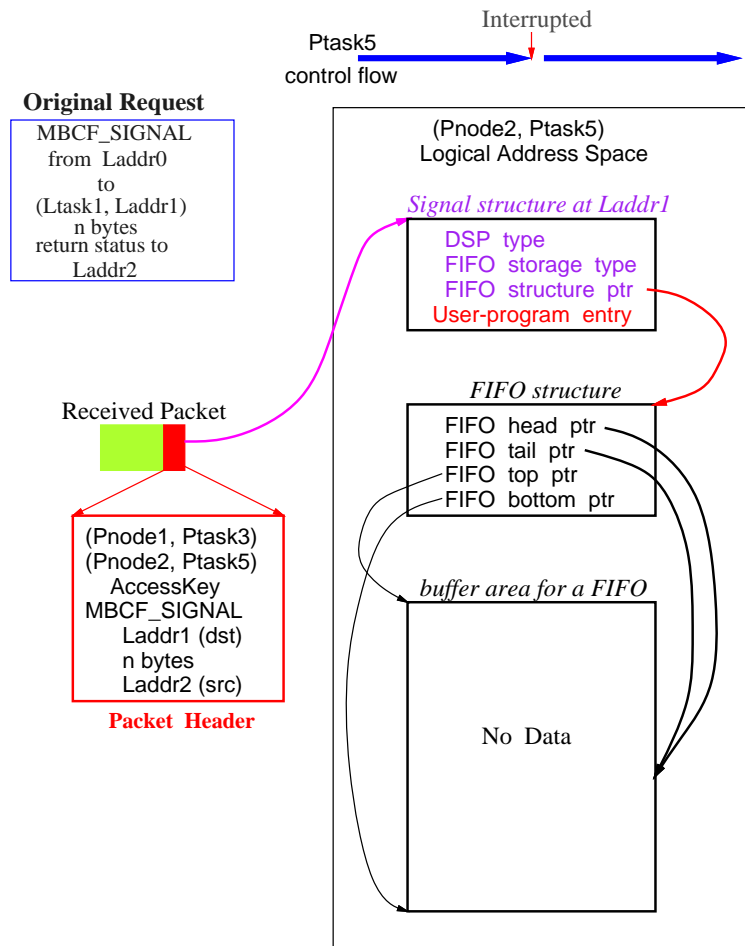 Interrupted
Ptask5
control flow
Original Request
MBCF_SIGNAL
from Laddr0
to
(Ltask1, Laddr1)
n bytes
return status to
Laddr2
(Pnode2, Ptask5)
Logical Address Space
Signal structure at Laddr1
DSP type
FIFO storage type
FIFO structure ptr
User-program entry
FIFO structure
FIFO head ptr
FIFO tail ptr
FIFO top ptr
FIFO bottom ptr
Received Packet
(Pnode1, Ptask3)
(Pnode2, Ptask5)
AccessKey
MBCF_SIGNAL
Laddr1 (dst)
n bytes
Laddr2 (src)
Packet Header
buffer area for a FIFO
No Data